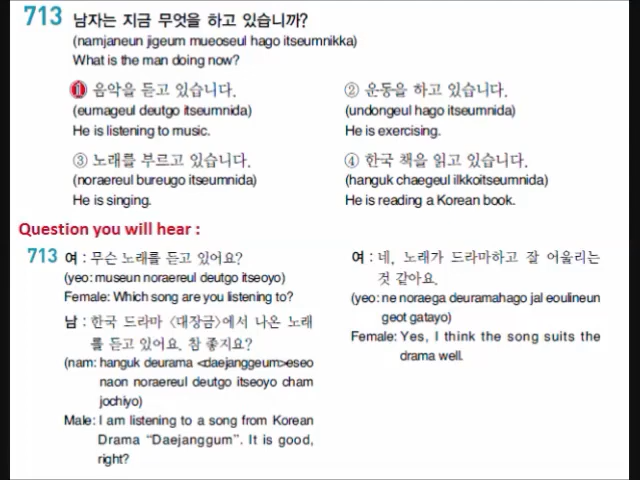 713 남자는 지금 무엇을 하고 있습니까?
(namjaneun jigeum mueoseul hago itseumnikka)
What is the man doing now?
① 음악을 듣고 있습니다.
(eumageul deutgo itseumnida)
He is listening to music.
② 운동을 하고 있습니다.
(undongeul hago itseumnida)
He is exercising.
③ 노래를 부르고 있습니다.
(noraereul bureugo itseumnida)
He is singing.
④ 한국 책을 읽고 있습니다.
(hanguk chaegeul ilkkoitseumnida)
He is reading a Korean book.
Question you will hear :
713 여 : 무슨 노래를 듣고 있어요?
(yeo: museun noraereul deutgo itseoyo)
Female: Which song are you listening to?
남 : 한국 드라마 〈대장금〉에서 나온 노래
를 듣고 있어요. 참 좋지요?
(nam: hanguk deurama <daejanggeum>eseo
naon noraereul deutgo itseoyo cham
jochiyo)
Male: I am listening to a song from Korean
Drama “Daejanggum”. It is good,
right?
여 : 네, 노래가 드라마하고 잘 어울리는
것 같아요.
(yeo: ne noraega deuramahago jal eoulineun
geot gatayo)
Female: Yes, I think the song suits the
drama well.